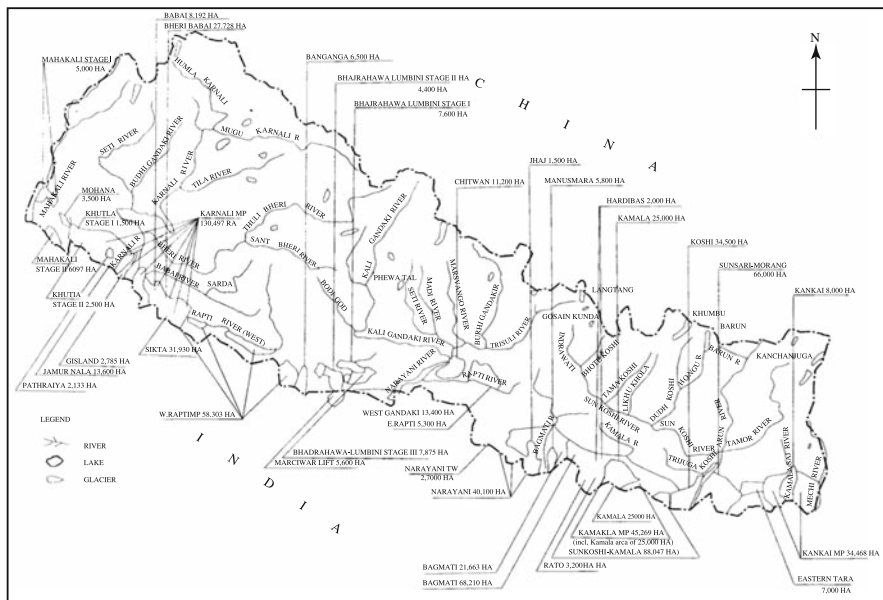 BABAI 8.192 HA
BHERI BABAI 27.728 HA
MAHAKALI STAGE I
5,000 HA
BANGANGA 6,500 HA
BHAJRAHAWA LUMBINI STAGE II HA
4,400 HA
BHAJRAHAWA LUMBINI STAGE I
7,600 HA
C H I N A
N
JHAJ 1,500 HA
CHITWAN 11,200 HA
MANUSMARA 5,800 HA
HARDIBAS 2,000 HA
KAMALA 25,000 HA
KOSHI 34,500 HA
SUNSARI-MORANG
66,000 HA
KANKAI 8,000 HA
HUMLA KARNALI
MUGU KARNALI R
SETI RIVER
BUDHI GANDAKI RIVER
KARNALI RIVER
TILA RIVER
MAHAKALI RIVER
MOHANA
3,500 HA
KHUTLA
STAGE I 1,500 HA
KARNALI MP
130,497 RA
THULI BHERI RIVER
SANT BHERI RIVER
KARNALI R
BHERI RIVER
BABAI RIVER
SARDA
BODIGOD
KALI GANDAKI RIVER
PHEWA TAL
SETI RIVER
MADI RIVER
MARSVANGO RIVER
BURHI GANDAKIR
TRISULI RIVER
KALI GANDAKI RIVER
NARAYANI RIVER
RAPTI RIVER
LANGTANG
GOSAIN KUNDA
INDRAWATI
BHOTE KOSHI
TAMA KOSHI
LIKHU KHOLA
DUDH KOSHI
HONGU R
KHUMBU
BARUN
BARUN R
KANCHANJUGA
SUN KOSHI RIVER
KAMALA R
SUN KOSHI RIVER
ARUN RIVER
TAMOR RIVER
TRIJUGA KOSHI
KAMALA SAI RIVER
MECHI RIVER
BAGMATI R
MAHAKALI
STAGE II 6097 HA
KHUTIA
STAGE II 2,500 HA
RAPTI RIVER (WEST)
SIKTA 31,930 HA
GISLAND 2,785 HA
JAMUR NALA 13,600 HA
PATHRAIYA 2,133 HA
W.RAPTIMP 58,303 HA
WEST GANDAKI 13,400 HA
E.RAPTI 5,300 HA
LEGEND
RIVER
LAKE
GLACIER
I N D I A
BHADRAHAWA-LUMBINI STAGE III 7,875 HA
MARCIWAR LIFT 5,600 HA
NARAYANI TW
2,7000 HA
NARAYANI 40,100 HA
KAMALA 25000 HA
KAMAKLA MP 45,269 HA
(incl, Kamala area of 25,000 HA)
SUNKOSHI-KAMALA 88,047 HA)
RATO 3,200HA HA
BAGMATI 21,663 HA
BAGMATI 68,210 HA
KANKAI MP 34,468 HA
EASTERN TARA
7,000 HA